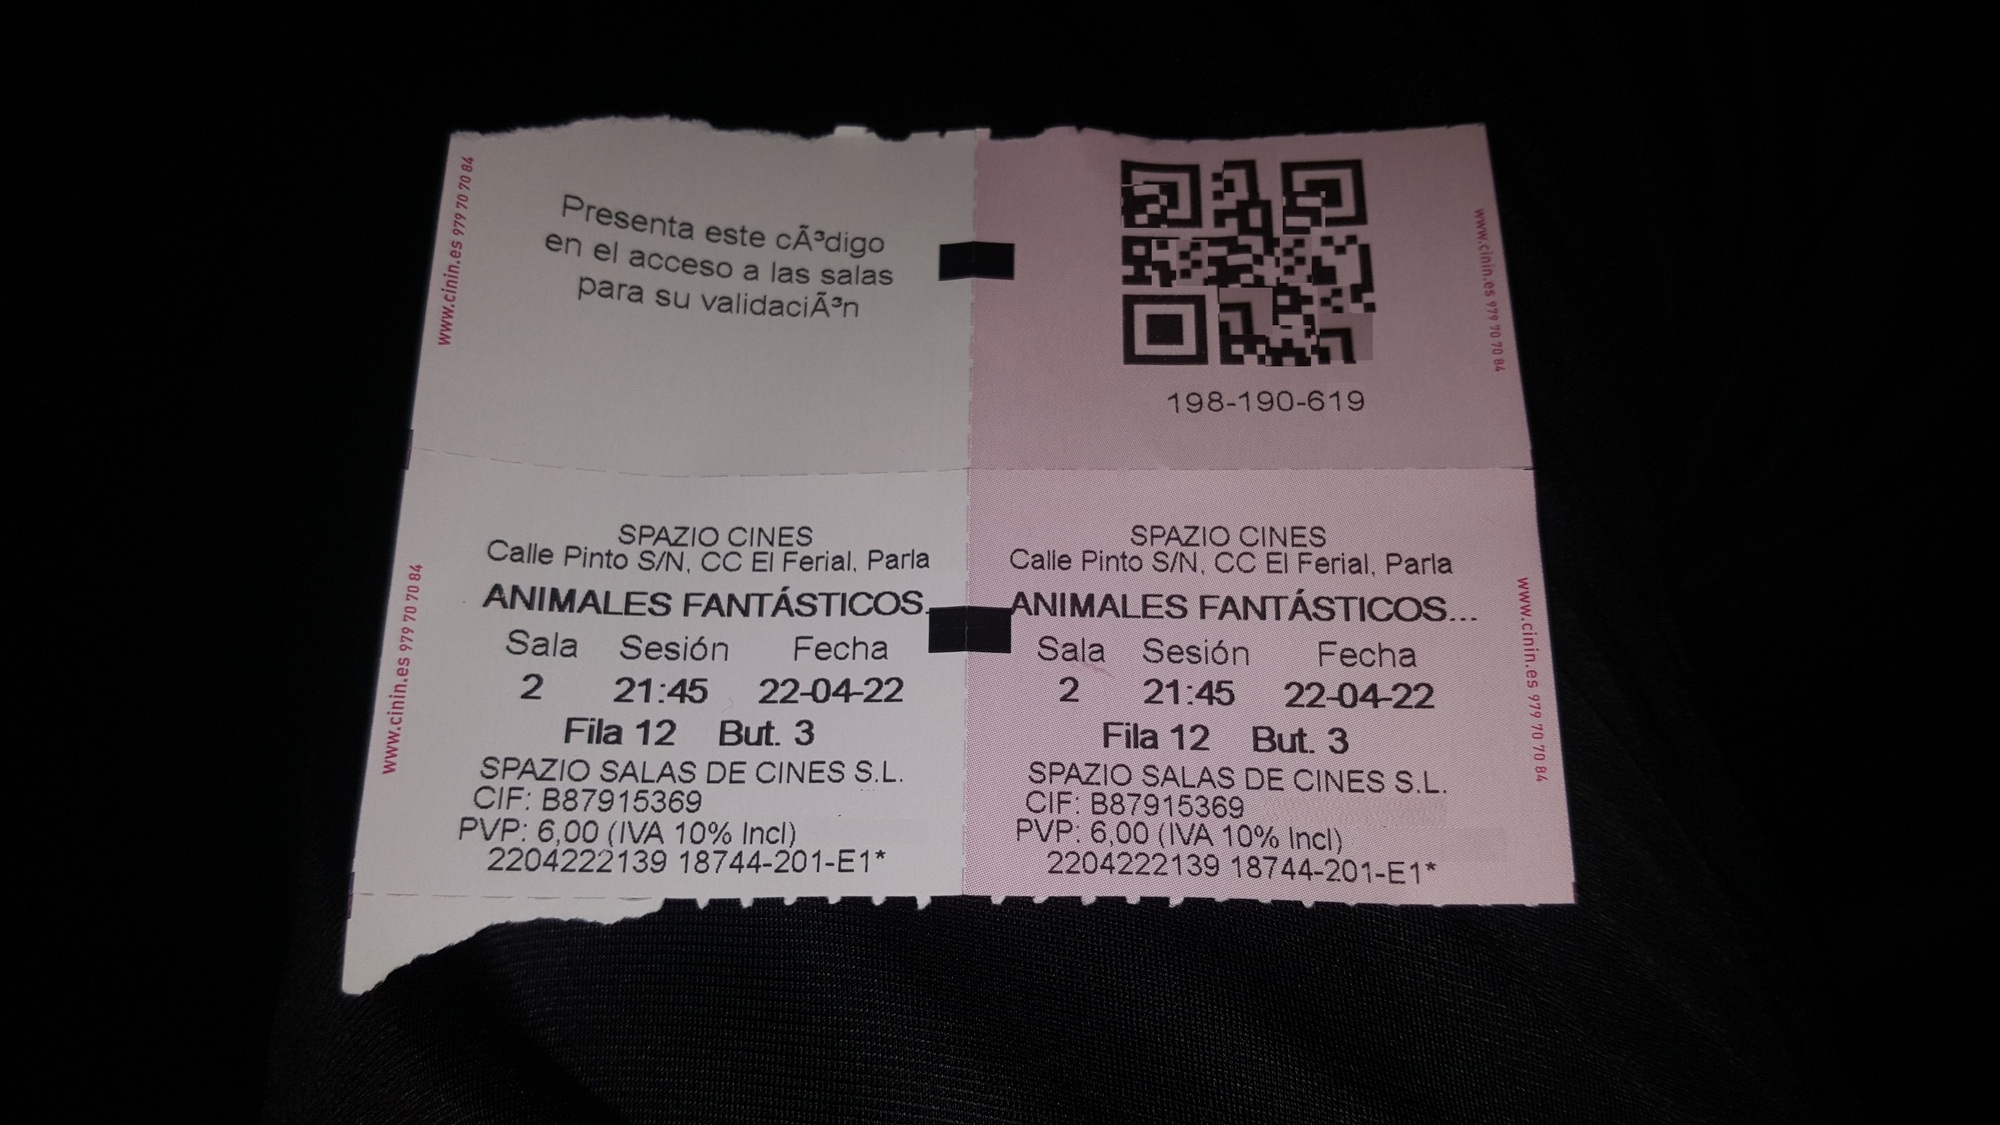 www.cinin.es 979 70 70 84
Presenta este cÃ³digo
en el acceso a las salas
para su validaciÃ³n
198-190-619
www.cinin.es 979 70 70 84
www.cinin.es 979 70 70 84
SPAZIO CINES
Calle Pinto S/N, CC El Ferial, Parla
ANIMALES FANTÁSTICOS.
Sala Sesión Fecha
2 21:45 22-04-22
Fila 12 But. 3
SPAZIO SALAS DE CINES S.L.
CIF: B87915369
PVP: 6,00 (IVA 10% Incl)
2204222139 18744-201-E1*
SPAZIO CINES
Calle Pinto S/N, CC El Ferial, Parla
ANIMALES FANTÁSTICOS...
Sala Sesión Fecha
2 21:45 22-04-22
Fila 12 But. 3
SPAZIO SALAS DE CINES S.L.
CIF: B87915369
PVP: 6,00 (IVA 10% Incl)
2204222139 18744-201-E1*
www.cinin.es 979 70 70 84